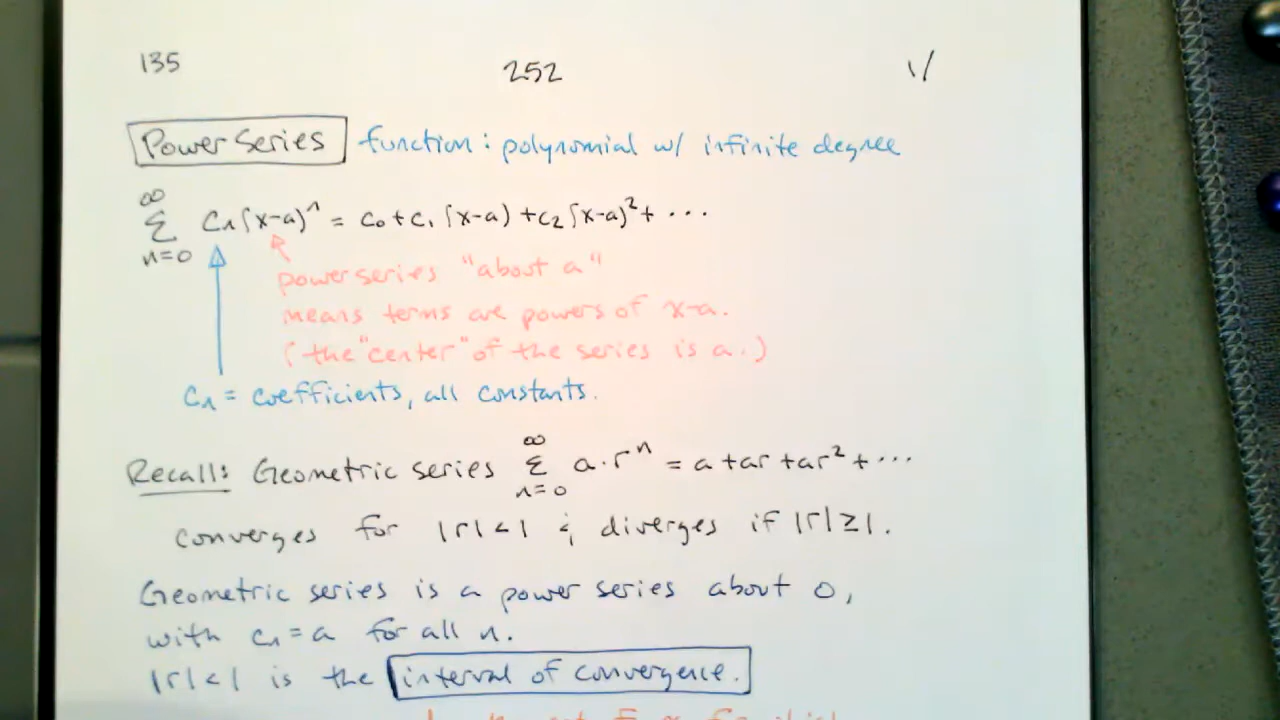 135 252 1/
Power Series function: polynomial w/ infinite degree
∞
Σ cₙ(x-a)ⁿ = c₀ + c₁(x-a) + c₂(x-a)² + ...
n=0
power series "about a"
means terms are powers of x-a.
(the "center" of the series is a.)
cₙ = coefficients, all constants.
∞
Recall: Geometric series Σ a·rⁿ = a + ar + ar² + ...
n=0
converges for |r|<1 & diverges if |r|≥1.
Geometric series is a power series about 0,
with cₙ = a for all n.
|r|<1 is the interval of convergence.